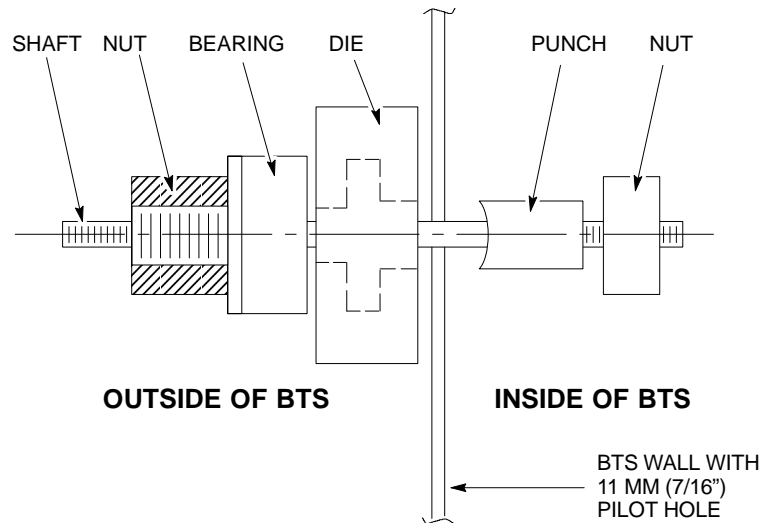 SHAFT NUT BEARING DIE PUNCH NUT
OUTSIDE OF BTS INSIDE OF BTS
BTS WALL WITH
11 MM (7/16”)
PILOT HOLE